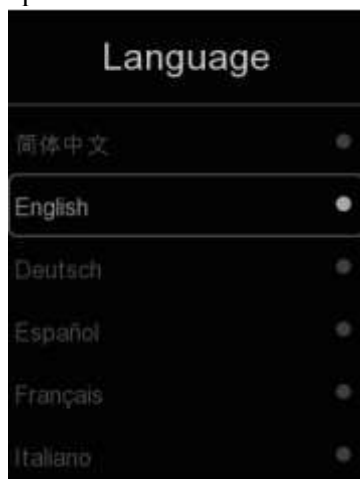 Language
简体中文
English
Deutsch
Español
Français
Italiano